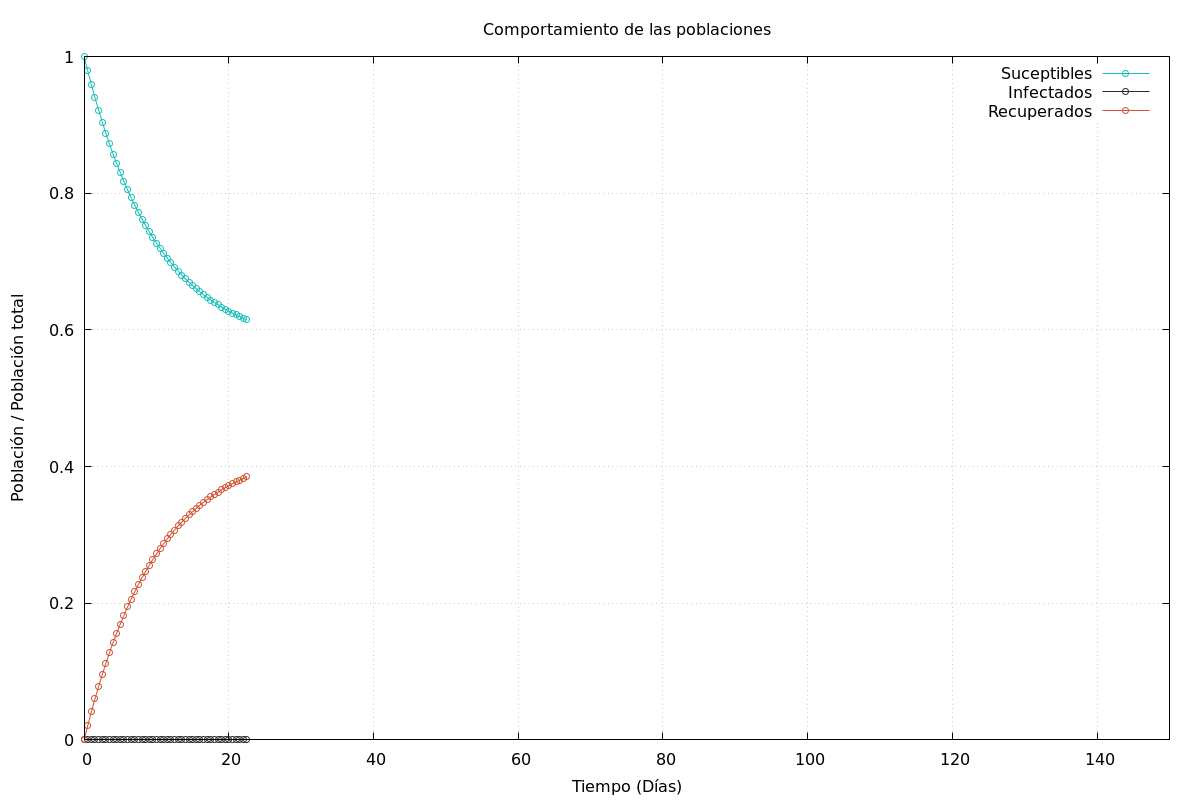 Comportamiento de las poblaciones
Suceptibles
Infectados
Recuperados
Población / Población total
1
0.8
0.6
0.4
0.2
0
0 20 40 60 80 100 120 140
Tiempo (Días)